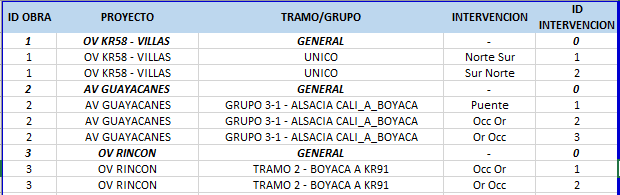 ID OBRA PROYECTO TRAMO/GRUPO INTERVENCION ID INTERVENCION
1 OV KR58 - VILLAS GENERAL - 0
1 OV KR58 - VILLAS UNICO Norte Sur 1
1 OV KR58 - VILLAS UNICO Sur Norte 2
2 AV GUAYACANES GENERAL - 0
2 AV GUAYACANES GRUPO 3-1 - ALSACIA CALI_A_BOYACA Puente 1
2 AV GUAYACANES GRUPO 3-1 - ALSACIA CALI_A_BOYACA Occ Or 2
2 AV GUAYACANES GRUPO 3-1 - ALSACIA CALI_A_BOYACA Or Occ 3
3 OV RINCON GENERAL - 0
3 OV RINCON TRAMO 2 - BOYACA A KR91 Occ Or 1
3 OV RINCON TRAMO 2 - BOYACA A KR91 Or Occ 2